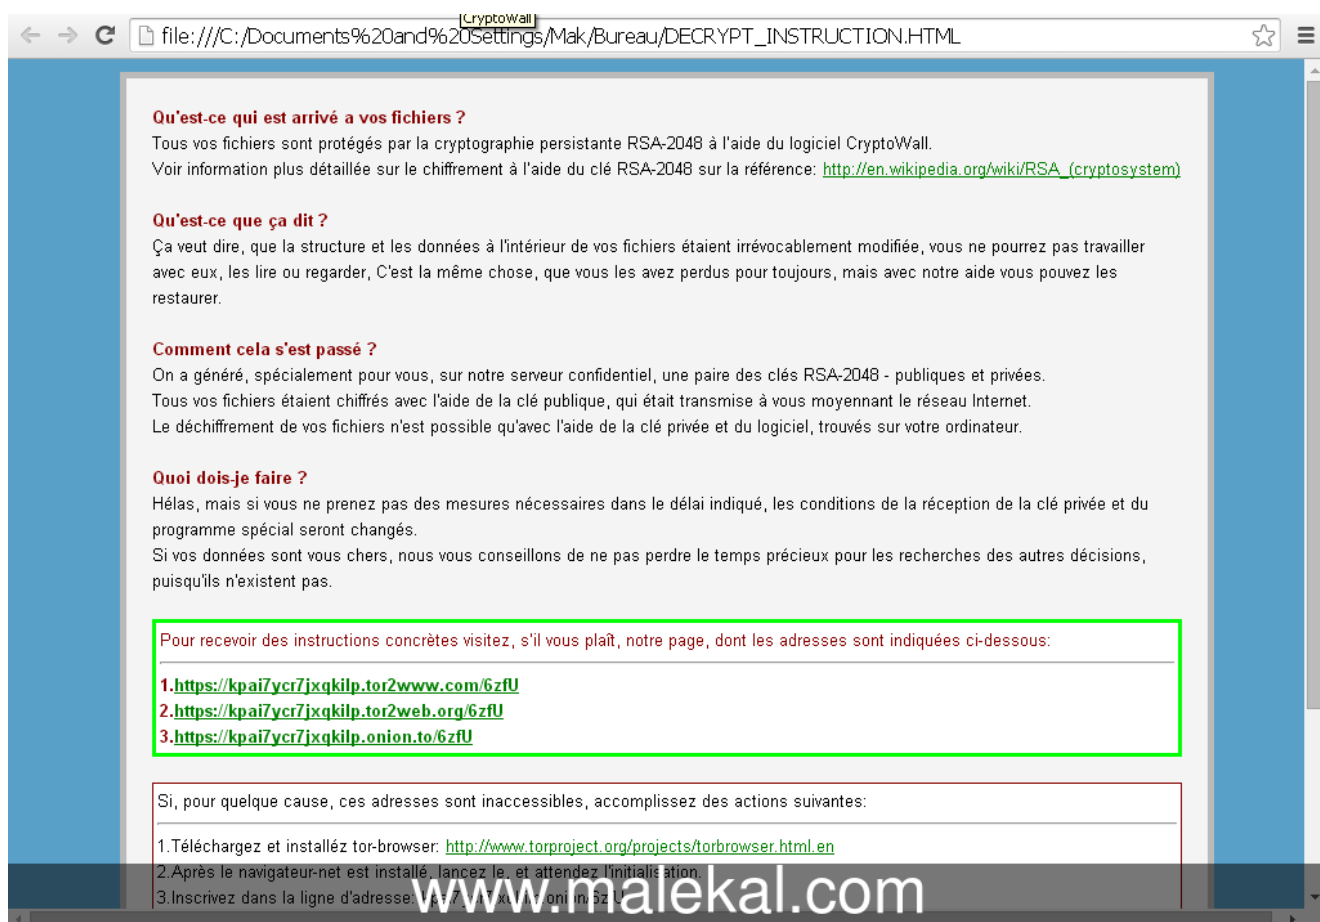 CryptoWall
file:///C:/Documents%20and%20Settings/Mak/Bureau/DECRYPT_INSTRUCTION.HTML
Qu'est-ce qui est arrivé a vos fichiers ?
Tous vos fichiers sont protégés par la cryptographie persistante RSA-2048 à l'aide du logiciel CryptoWall.
Voir information plus détaillée sur le chiffrement à l'aide du clé RSA-2048 sur la référence: http://en.wikipedia.org/wiki/RSA_(cryptosystem)
Qu'est-ce que ça dit ?
Ça veut dire, que la structure et les données à l'intérieur de vos fichiers étaient irrévocablement modifiée, vous ne pourrez pas travailler
avec eux, les lire ou regarder, C'est la même chose, que vous les avez perdus pour toujours, mais avec notre aide vous pouvez les
restaurer.
Comment cela s'est passé ?
On a généré, spécialement pour vous, sur notre serveur confidentiel, une paire des clés RSA-2048 - publiques et privées.
Tous vos fichiers étaient chiffrés avec l'aide de la clé publique, qui était transmise à vous moyennant le réseau Internet.
Le déchiffrement de vos fichiers n'est possible qu'avec l'aide de la clé privée et du logiciel, trouvés sur votre ordinateur.
Quoi dois-je faire ?
Hélas, mais si vous ne prenez pas des mesures nécessaires dans le délai indiqué, les conditions de la réception de la clé privée et du
programme spécial seront changés.
Si vos données sont vous chers, nous vous conseillons de ne pas perdre le temps précieux pour les recherches des autres décisions,
puisqu'ils n'existent pas.
Pour recevoir des instructions concrètes visitez, s'il vous plaît, notre page, dont les adresses sont indiquées ci-dessous:
1.https://kpai7ycr7jxqkilp.tor2www.com/6zfU
2.https://kpai7ycr7jxqkilp.tor2web.org/6zfU
3.https://kpai7ycr7jxqkilp.onion.to/6zfU
Si, pour quelque cause, ces adresses sont inaccessibles, accomplissez des actions suivantes:
1.Téléchargez et installéz tor-browser: http://www.torproject.org/projects/torbrowser.html.en
2.Après le navigateur-net est installé, lancez le, et attendez l'initialisation.
3.Inscrivez dans la ligne d'adresse:
www.malekal.com